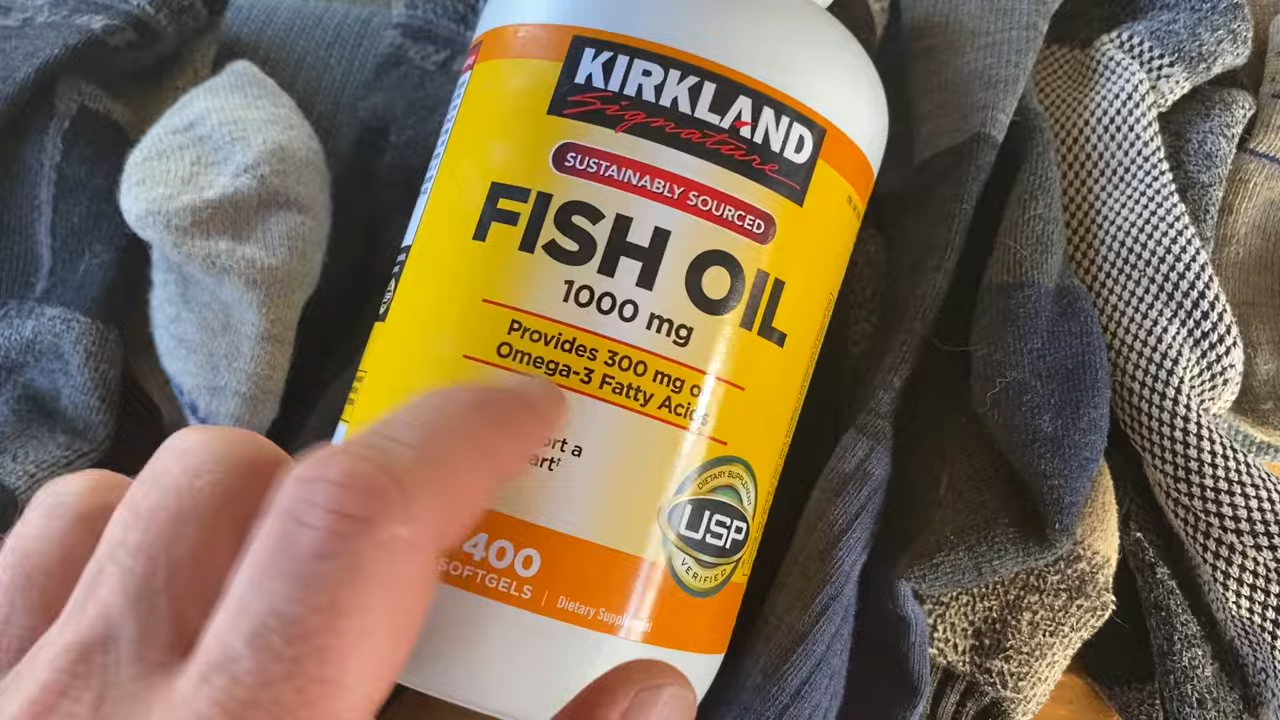 KIRKLAND
Signature
SUSTAINABLY SOURCED
FISH OIL
1000 mg
Provides 300 mg
Omega-3 Fatty Acids
a
400
SOFTGELS | Dietary Supplement
DIETARY SUPPLEMENT
USP
VERIFIED